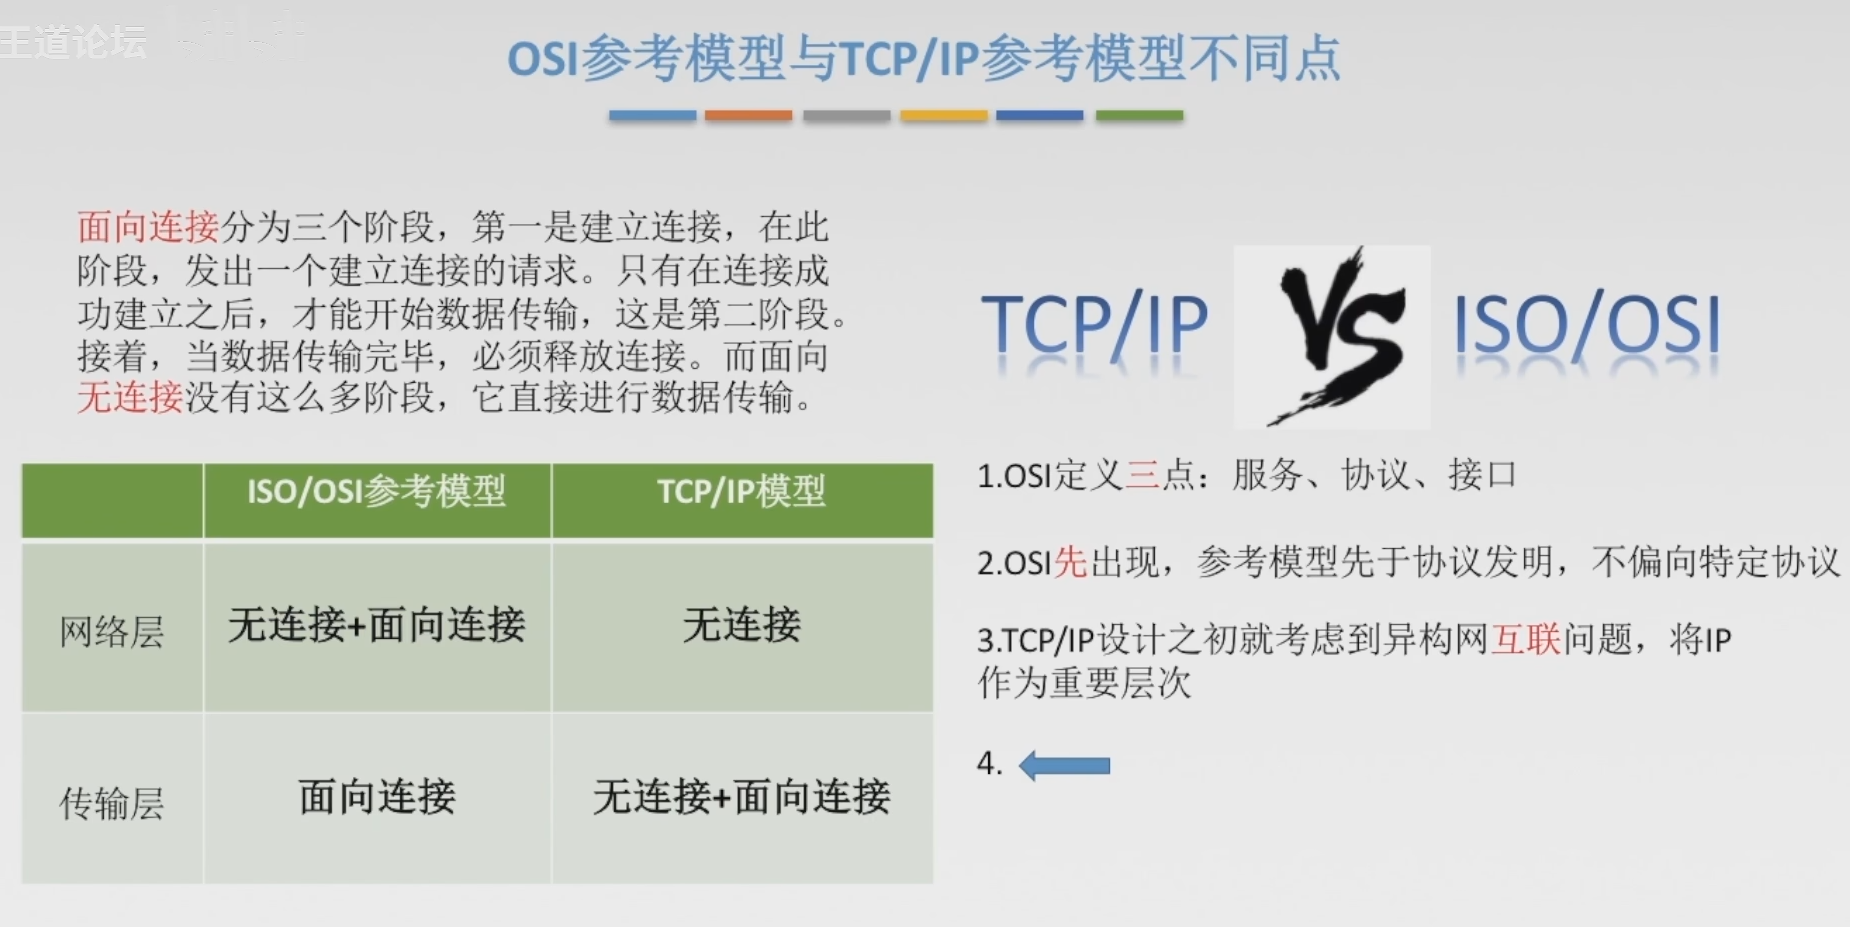 王道论坛
OSI参考模型与TCP/IP参考模型不同点
面向连接分为三个阶段，第一是建立连接，在此
阶段，发出一个建立连接的请求。只有在连接成
功建立之后，才能开始数据传输，这是第二阶段。
接着，当数据传输完毕，必须释放连接。而面向
无连接没有这么多阶段，它直接进行数据传输。
ISO/OSI参考模型 TCP/IP模型
网络层 无连接+面向连接 无连接
传输层 面向连接 无连接+面向连接
TCP/IP VS ISO/OSI
1.OSI定义三点：服务、协议、接口
2.OSI先出现，参考模型先于协议发明，不偏向特定协议
3.TCP/IP设计之初就考虑到异构网互联问题，将IP
作为重要层次
4.